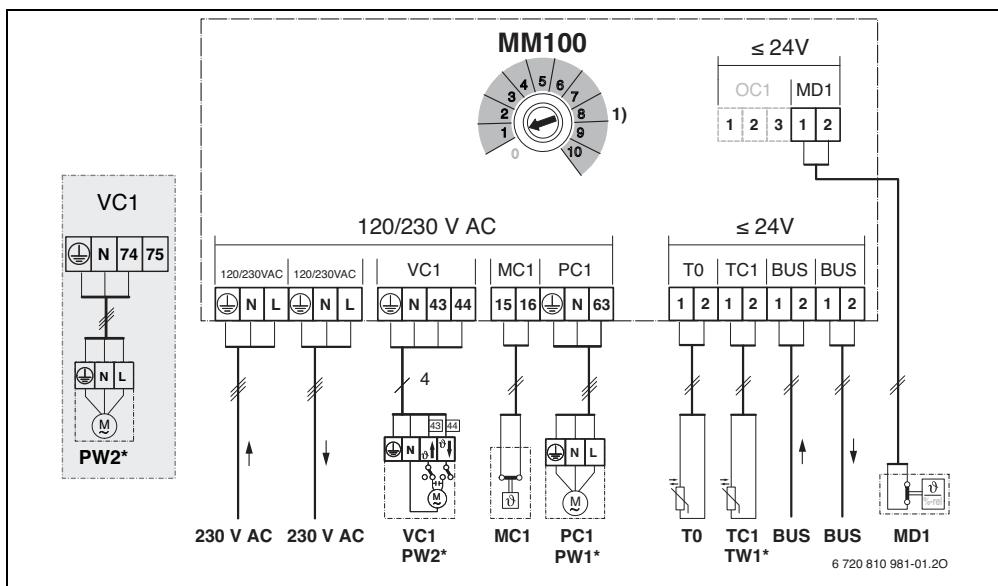 MM100
≤ 24V
OC1 MD1
1 2 3 1 2
0 1 2 3 4 5 6 7 8 9 10
1)
VC1
N 74 75
N L
M
~
PW2*
120/230 V AC
≤ 24V
120/230VAC 120/230VAC VC1 MC1 PC1 T0 TC1 BUS BUS
N L N L N 43 44 15 16 N 63 1 2 1 2 1 2 1 2
4
43 44
N ϑ ϑ
M
~
ϑ
N L
M
~
ϑ
%-rel
230 V AC 230 V AC VC1 MC1 PC1 T0 TC1 BUS BUS MD1
PW2* PW1* TW1*
6 720 810 981-01.2O